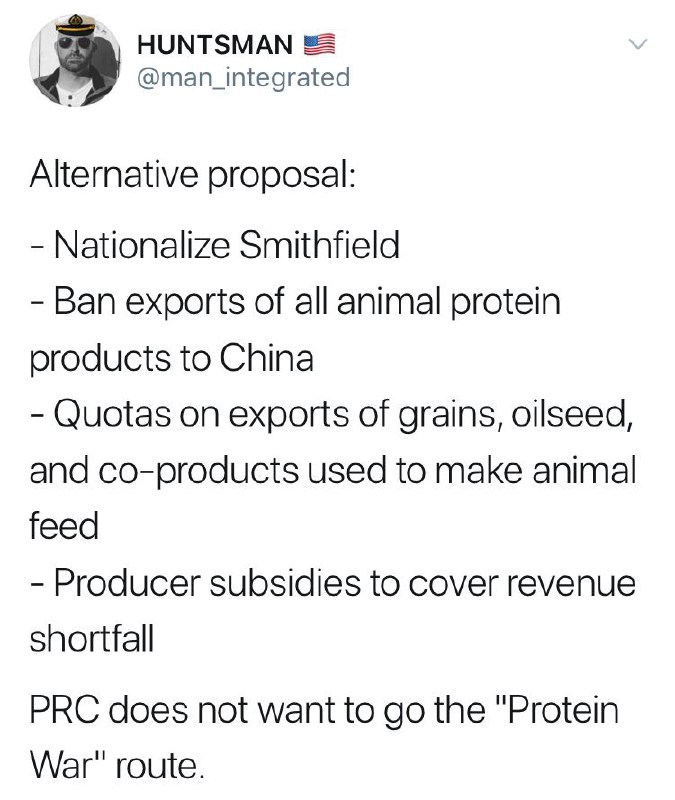 HUNTSMAN 🇺🇸
@man_integrated
Alternative proposal:
- Nationalize Smithfield
- Ban exports of all animal protein
products to China
- Quotas on exports of grains, oilseed,
and co-products used to make animal
feed
- Producer subsidies to cover revenue
shortfall
PRC does not want to go the "Protein
War" route.